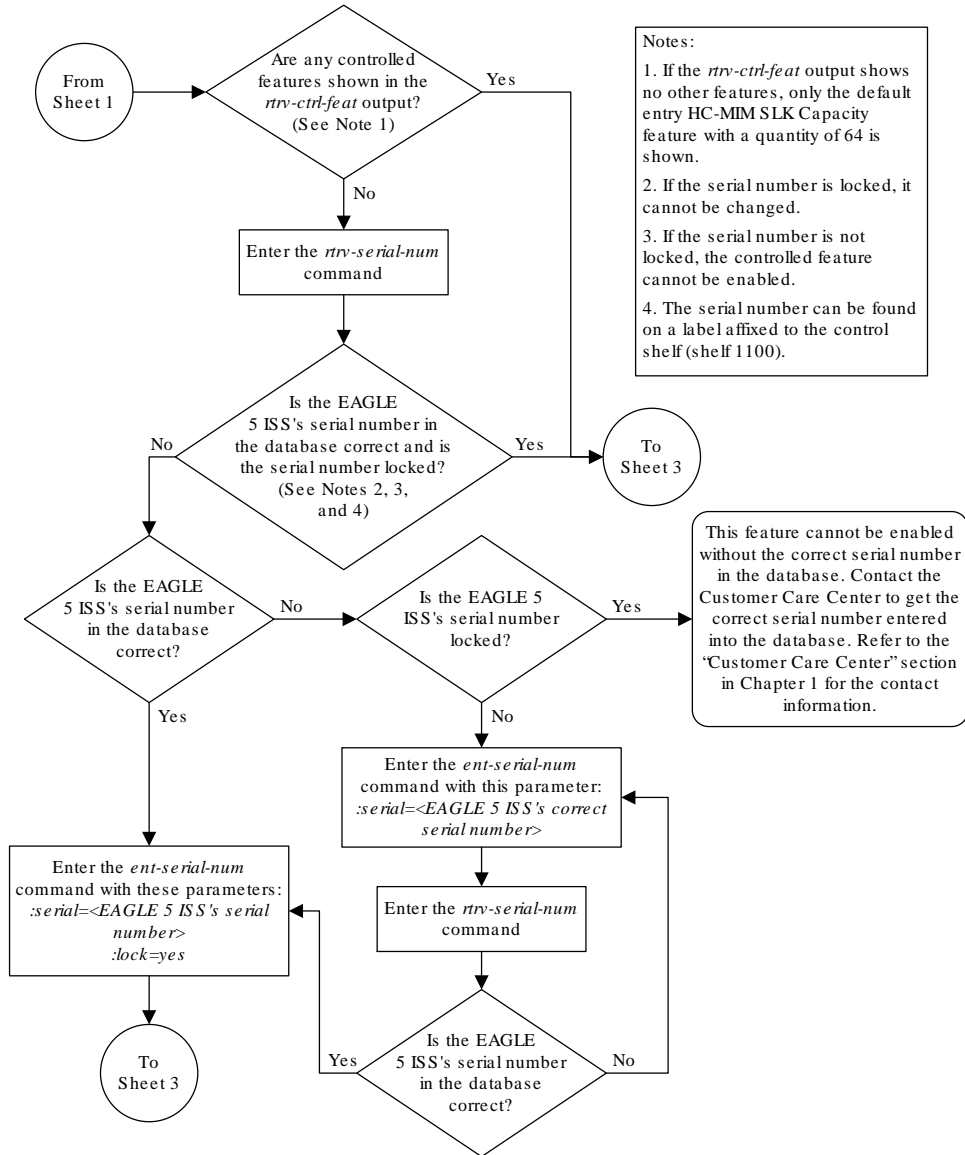 From
Sheet 1
Are any controlled
features shown in the
rtrv-ctrl-feat output?
(See Note 1)
Yes
No
Notes:
1. If the rtrv-ctrl-feat output shows
no other features, only the default
entry HC-MIM SLK Capacity
feature with a quantity of 64 is
shown.
2. If the serial number is locked, it
cannot be changed.
3. If the serial number is not
locked, the controlled feature
cannot be enabled.
4. The serial number can be found
on a label affixed to the control
shelf (shelf 1100).
Enter the rtrv-serial-num
command
Is the EAGLE
5 ISS's serial number in
the database correct and is
the serial number locked?
(See Notes 2, 3,
and 4)
No
Yes
To
Sheet 3
Is the EAGLE
5 ISS's serial number
in the database
correct?
No
Yes
Is the EAGLE 5
ISS's serial number
locked?
Yes
No
This feature cannot be enabled
without the correct serial number
in the database. Contact the
Customer Care Center to get the
correct serial number entered
into the database. Refer to the
“Customer Care Center” section
in Chapter 1 for the contact
information.
Enter the ent-serial-num
command with this parameter:
:serial=<EAGLE 5 ISS's correct
serial number>
Enter the ent-serial-num
command with these parameters:
:serial=<EAGLE 5 ISS's serial
number>
:lock=yes
Enter the rtrv-serial-num
command
Is the EAGLE
5 ISS's serial number
in the database
correct?
Yes
No
To
Sheet 3